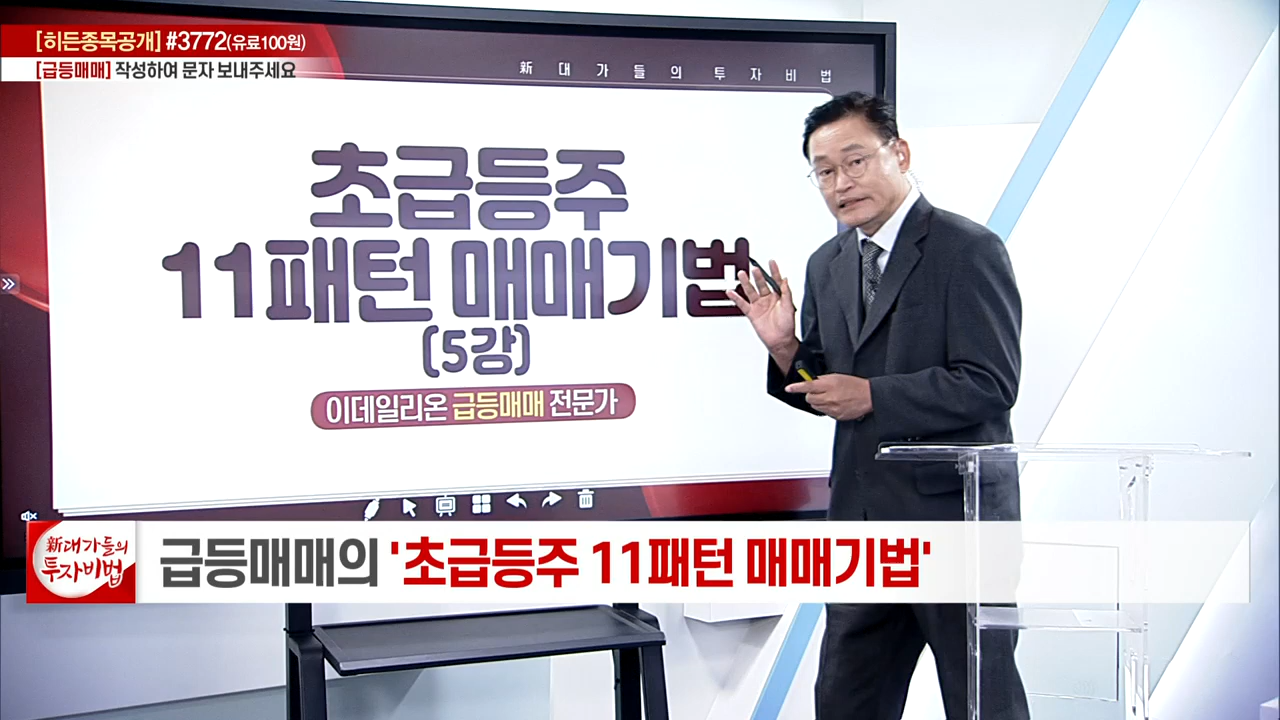 [히든종목공개] #3772(유료100원)
[급등매매] 작성하여 문자 보내주세요
新대가들의 투자비법
초급등주
11패턴 매매기법
(5강)
이데일리온 급등매매 전문가
新대가들의
투자비법
급등매매의 '초급등주 11패턴 매매기법'